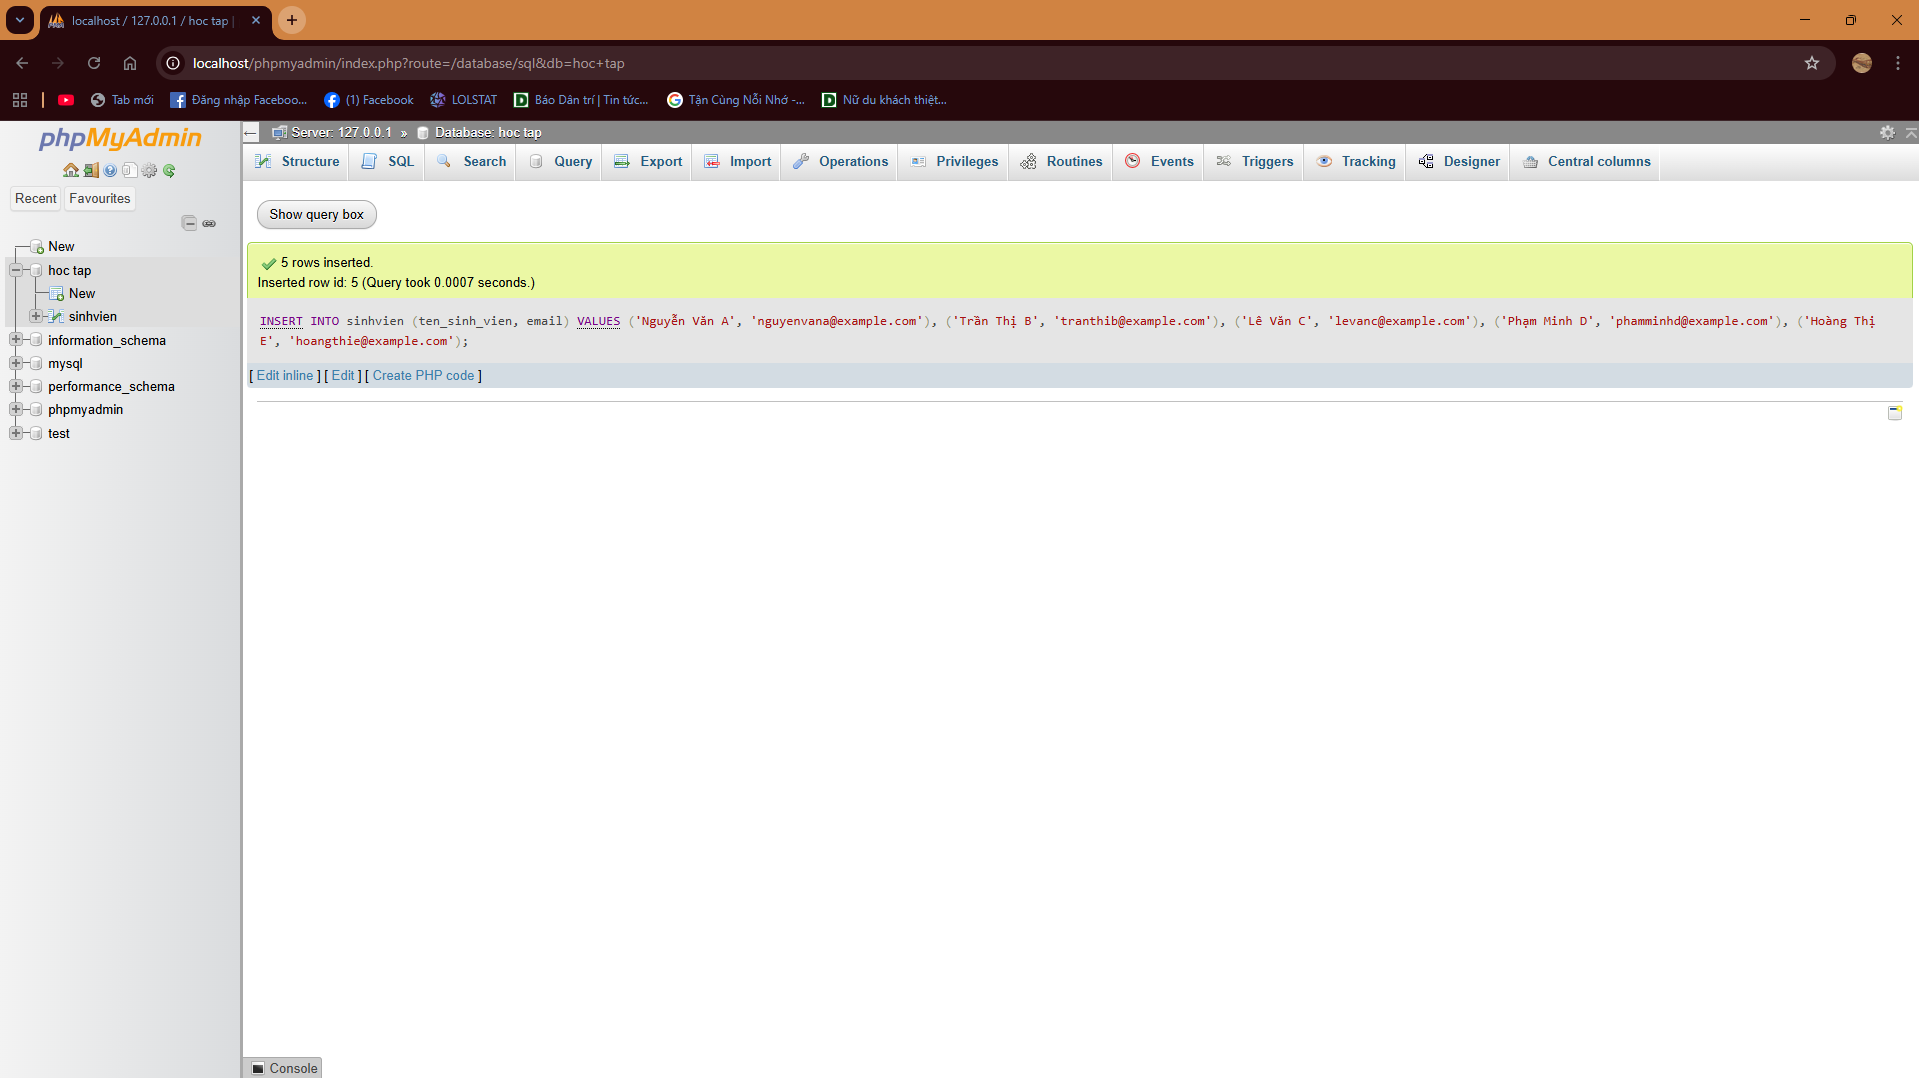 localhost / 127.0.0.1 / hoc tap |
localhost/phpmyadmin/index.php?route=/database/sql&db=hoc+tap
Tab mới
Đăng nhập Faceboo...
(1) Facebook
LOLSTAT
Báo Dân trí | Tin tức...
Tận Cùng Nỗi Nhớ -...
Nữ du khách thiệt...
phpMyAdmin
Recent
Favourites
New
hoc tap
New
sinhvien
information_schema
mysql
performance_schema
phpmyadmin
test
Server: 127.0.0.1 » Database: hoc tap
Structure
SQL
Search
Query
Export
Import
Operations
Privileges
Routines
Events
Triggers
Tracking
Designer
Central columns
Show query box
5 rows inserted.
Inserted row id: 5 (Query took 0.0007 seconds.)
INSERT INTO sinhvien (ten_sinh_vien, email) VALUES ('Nguyễn Văn A', 'nguyenvana@example.com'), ('Trần Thị B', 'tranthib@example.com'), ('Lê Văn C', 'levanc@example.com'), ('Phạm Minh D', 'phamminhd@example.com'), ('Hoàng Thị
E', 'hoangthie@example.com');
[ Edit inline ] [ Edit ] [ Create PHP code ]
Console